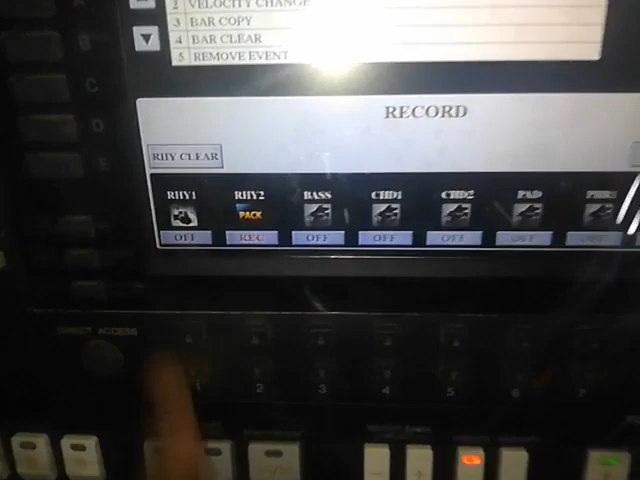 2 VELOCITY CHANGE
3 BAR COPY
4 BAR CLEAR
5 REMOVE EVENT
RECORD
RHY CLEAR
RHY1 RHY2 BASS CHD1 CHD2 PAD PHR1
PACK
OFF REC OFF OFF OFF OFF OFF
B
C
D
E
DIRECT ACCESS
1 2 3 4 5 6 7